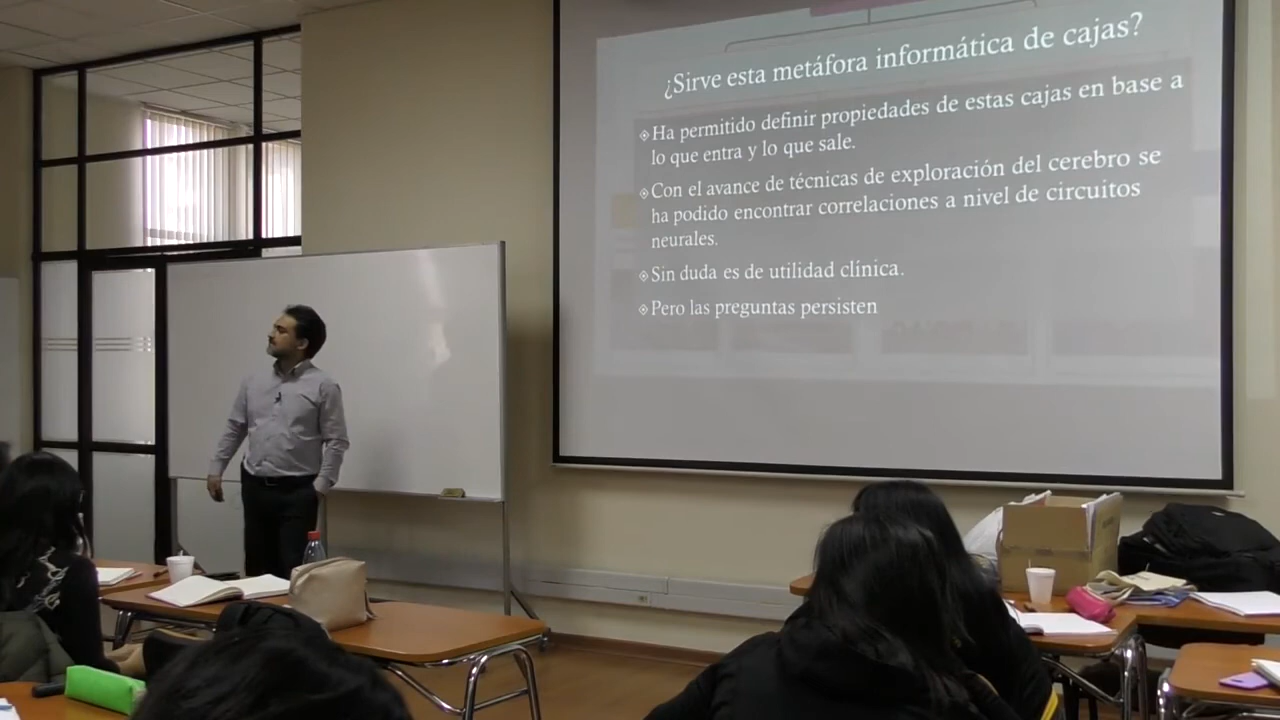 ¿Sirve esta metáfora informática de cajas?
Ha permitido definir propiedades de estas cajas en base a
lo que entra y lo que sale.
Con el avance de técnicas de exploración del cerebro se
ha podido encontrar correlaciones a nivel de circuitos
neurales.
Sin duda es de utilidad clínica.
Pero las preguntas persisten